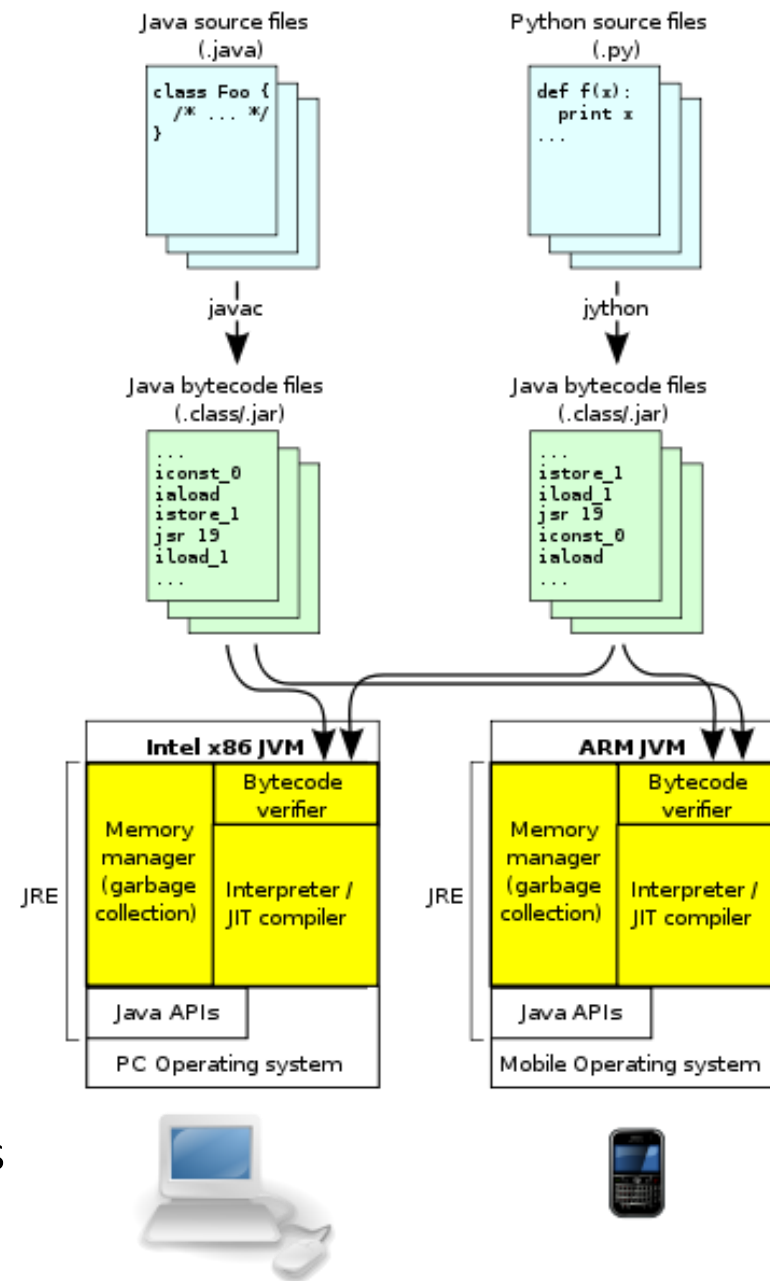 Java source files
(.java)
class Foo {
/* ... */
}
javac
Python source files
(.py)
def f(x):
print x
...
jython
Java bytecode files
(.class/.jar)
...
iconst_0
iaload
istore_1
jsr 19
iload_1
...
Java bytecode files
(.class/.jar)
...
istore_1
iload_1
jsr 19
iconst_0
iaload
...
Intel x86 JVM
JRE
Memory
manager
(garbage
collection)
Bytecode
verifier
Interpreter /
JIT compiler
Java APIs
PC Operating system
ARM JVM
JRE
Memory
manager
(garbage
collection)
Bytecode
verifier
Interpreter /
JIT compiler
Java APIs
Mobile Operating system
s